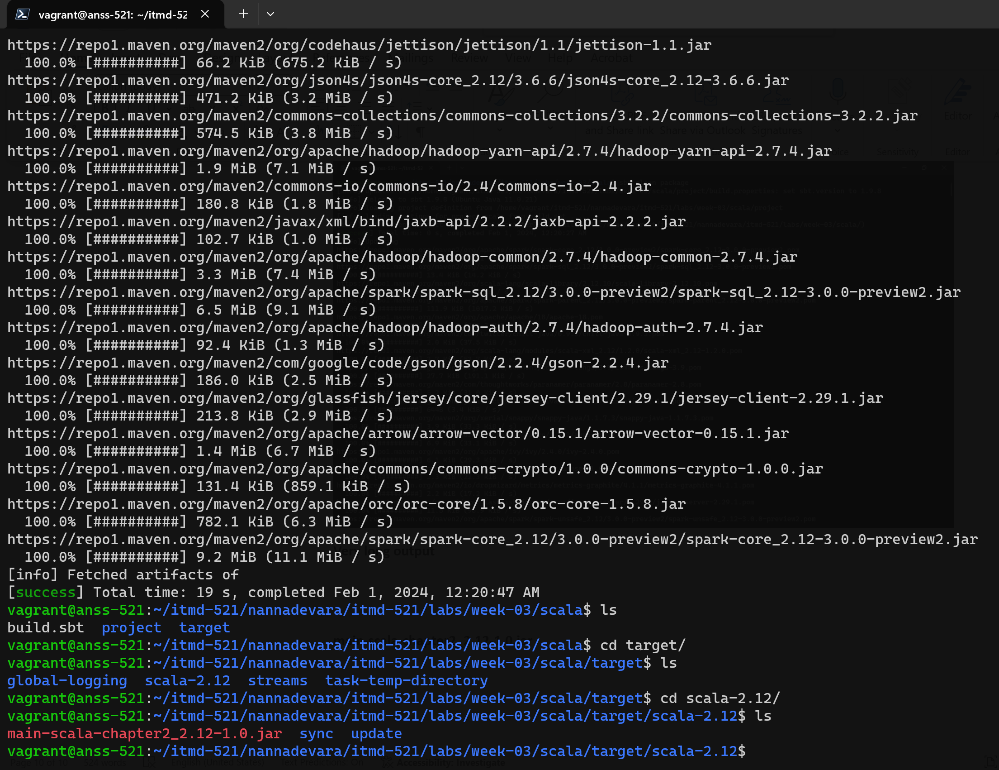 vagrant@anss-521: ~/itmd-52
https://repo1.maven.org/maven2/org/codehaus/jettison/jettison/1.1/jettison-1.1.jar
  100.0% [##########] 66.2 KiB (675.2 KiB / s)
https://repo1.maven.org/maven2/org/json4s/json4s-core_2.12/3.6.6/json4s-core_2.12-3.6.6.jar
  100.0% [##########] 471.2 KiB (3.2 MiB / s)
https://repo1.maven.org/maven2/commons-collections/commons-collections/3.2.2/commons-collections-3.2.2.jar
  100.0% [##########] 574.5 KiB (3.8 MiB / s)
https://repo1.maven.org/maven2/org/apache/hadoop/hadoop-yarn-api/2.7.4/hadoop-yarn-api-2.7.4.jar
  100.0% [##########] 1.9 MiB (7.1 MiB / s)
https://repo1.maven.org/maven2/commons-io/commons-io/2.4/commons-io-2.4.jar
  100.0% [##########] 180.8 KiB (1.8 MiB / s)
https://repo1.maven.org/maven2/javax/xml/bind/jaxb-api/2.2.2/jaxb-api-2.2.2.jar
  100.0% [##########] 102.7 KiB (1.0 MiB / s)
https://repo1.maven.org/maven2/org/apache/hadoop/hadoop-common/2.7.4/hadoop-common-2.7.4.jar
  100.0% [##########] 3.3 MiB (7.4 MiB / s)
https://repo1.maven.org/maven2/org/apache/spark/spark-sql_2.12/3.0.0-preview2/spark-sql_2.12-3.0.0-preview2.jar
  100.0% [##########] 6.5 MiB (9.1 MiB / s)
https://repo1.maven.org/maven2/org/apache/hadoop/hadoop-auth/2.7.4/hadoop-auth-2.7.4.jar
  100.0% [##########] 92.4 KiB (1.3 MiB / s)
https://repo1.maven.org/maven2/com/google/code/gson/gson/2.2.4/gson-2.2.4.jar
  100.0% [##########] 186.0 KiB (2.5 MiB / s)
https://repo1.maven.org/maven2/org/glassfish/jersey/core/jersey-client/2.29.1/jersey-client-2.29.1.jar
  100.0% [##########] 213.8 KiB (2.9 MiB / s)
https://repo1.maven.org/maven2/org/apache/arrow/arrow-vector/0.15.1/arrow-vector-0.15.1.jar
  100.0% [##########] 1.4 MiB (6.7 MiB / s)
https://repo1.maven.org/maven2/org/apache/commons/commons-crypto/1.0.0/commons-crypto-1.0.0.jar
  100.0% [##########] 131.4 KiB (859.1 KiB / s)
https://repo1.maven.org/maven2/org/apache/orc/orc-core/1.5.8/orc-core-1.5.8.jar
  100.0% [##########] 782.1 KiB (6.3 MiB / s)
https://repo1.maven.org/maven2/org/apache/spark/spark-core_2.12/3.0.0-preview2/spark-core_2.12-3.0.0-preview2.jar
  100.0% [##########] 9.2 MiB (11.1 MiB / s)
[info] Fetched artifacts of
[success] Total time: 19 s, completed Feb 1, 2024, 12:20:47 AM
vagrant@anss-521:~/itmd-521/nannadevara/itmd-521/labs/week-03/scala$ ls
build.sbt  project  target
vagrant@anss-521:~/itmd-521/nannadevara/itmd-521/labs/week-03/scala$ cd target/
vagrant@anss-521:~/itmd-521/nannadevara/itmd-521/labs/week-03/scala/target$ ls
global-logging  scala-2.12  streams  task-temp-directory
vagrant@anss-521:~/itmd-521/nannadevara/itmd-521/labs/week-03/scala/target$ cd scala-2.12/
vagrant@anss-521:~/itmd-521/nannadevara/itmd-521/labs/week-03/scala/target/scala-2.12$ ls
main-scala-chapter2_2.12-1.0.jar  sync  update
vagrant@anss-521:~/itmd-521/nannadevara/itmd-521/labs/week-03/scala/target/scala-2.12$